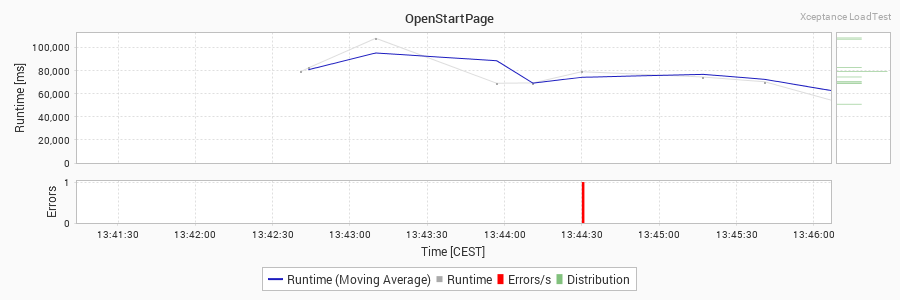 OpenStartPage
Xceptance LoadTest
Runtime [ms]
100,000
80,000
60,000
40,000
20,000
0
Errors
1
0
13:41:30 13:42:00 13:42:30 13:43:00 13:43:30 13:44:00 13:44:30 13:45:00 13:45:30 13:46:00
Time [CEST]
Runtime (Moving Average) Runtime Errors/s Distribution